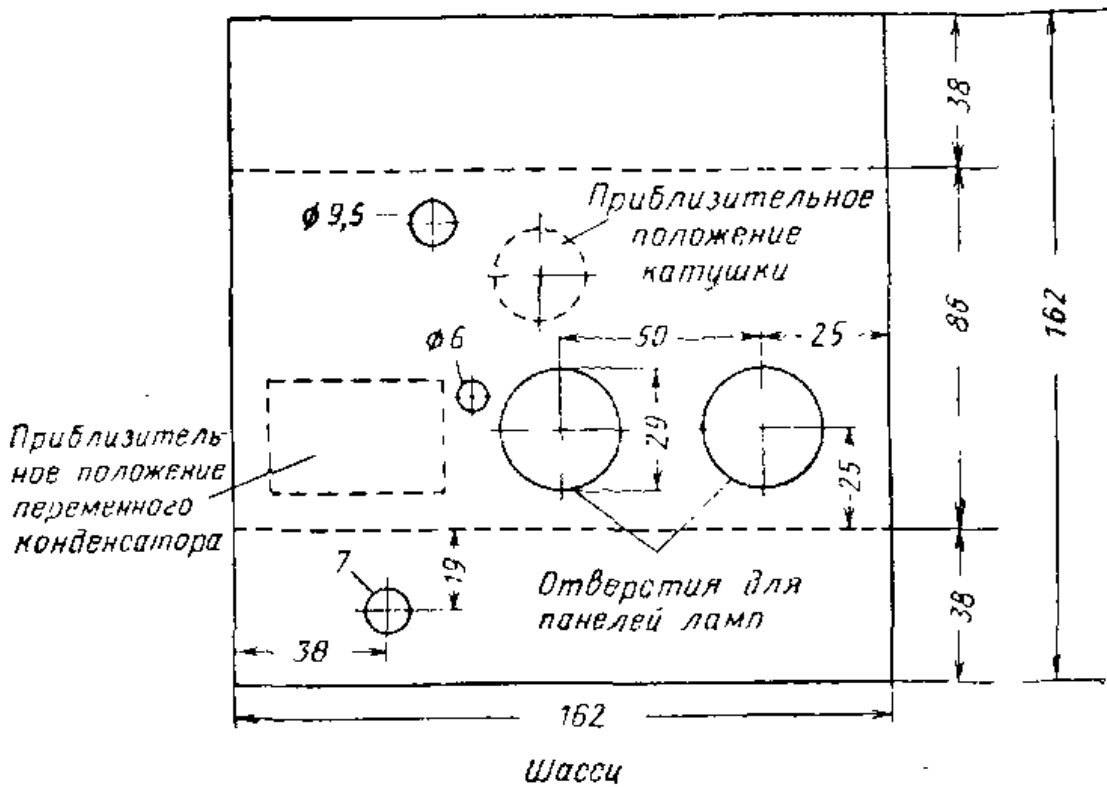 38
ϕ 9,5
Приблизительное
положение
катушки
86
162
50
25
ϕ 6
29
25
Приблизитель-
ное положение
переменного
конденсатора
7
19
Отверстия для
панелей ламп
38
38
162
Шасси